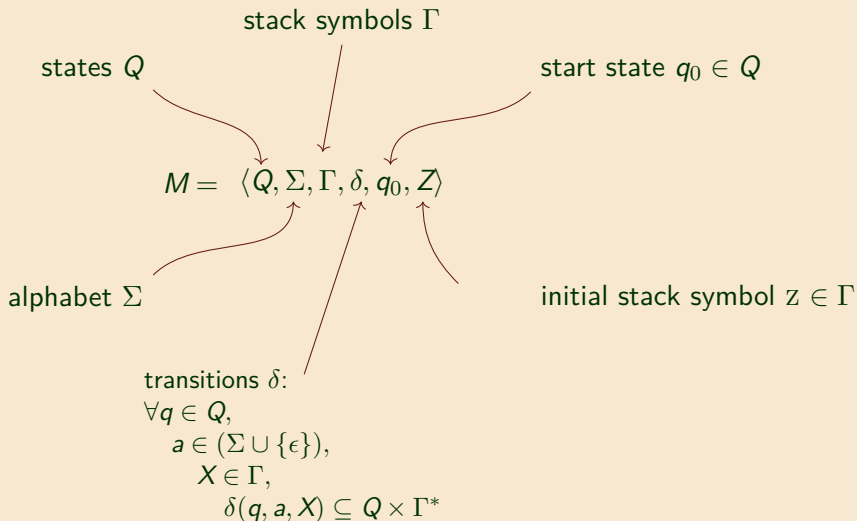 stack symbols Γ
states Q
start state q₀ ∈ Q
M = ⟨Q, Σ, Γ, δ, q₀, Z⟩
alphabet Σ
initial stack symbol z ∈ Γ
transitions δ:
∀q ∈ Q,
a ∈ (Σ ∪ {ϵ}),
X ∈ Γ,
δ(q, a, X) ⊆ Q × Γ*